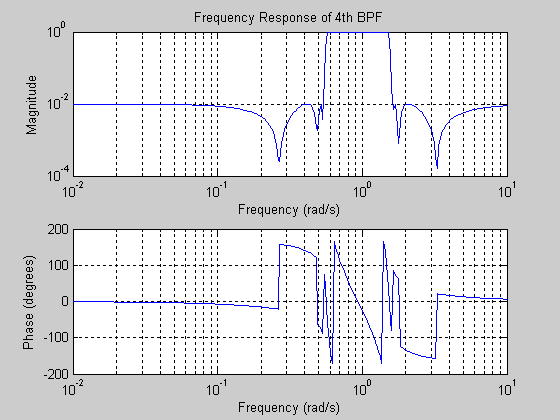 Frequency Response of 4th BPF
Magnitude
10^0
10^-2
10^-4
10^-2 10^-1 10^0 10^1
Frequency (rad/s)
Phase (degrees)
200
100
0
-100
-200
10^-2 10^-1 10^0 10^1
Frequency (rad/s)